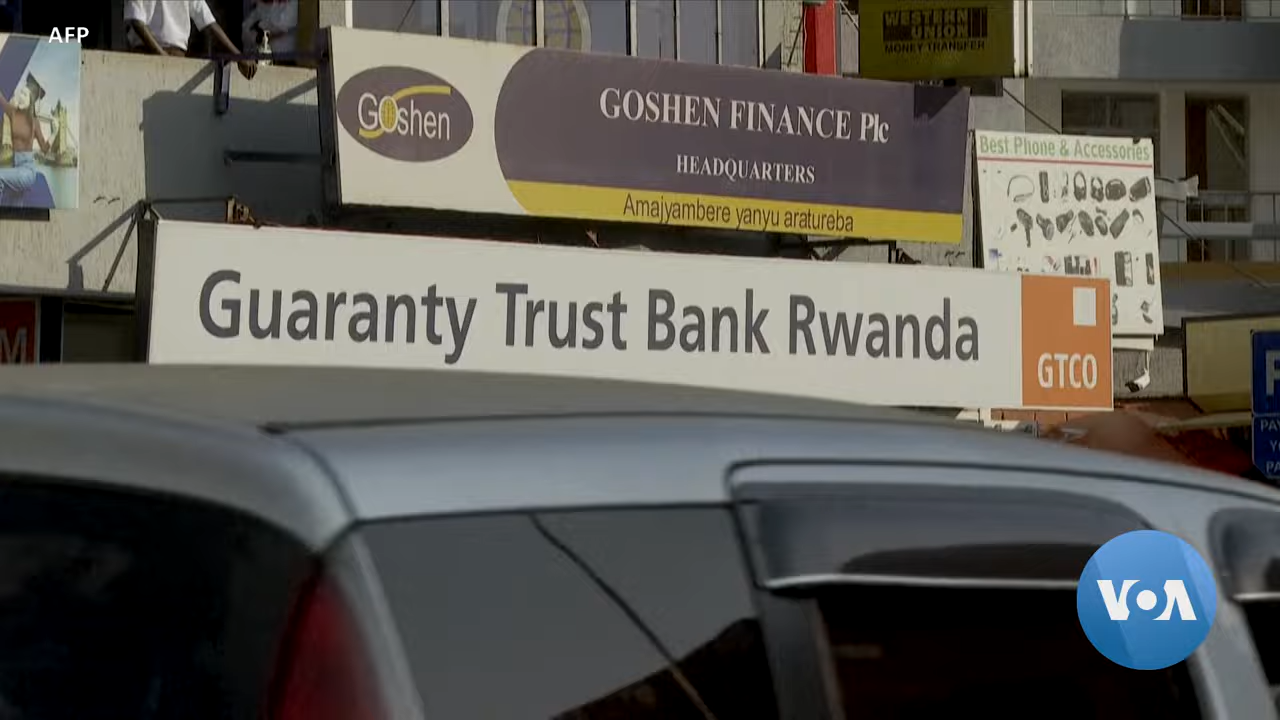 AFP
WESTERN
UNION
MONEY TRANSFER
Goshen
GOSHEN FINANCE Plc
HEADQUARTERS
Amajyambere yanyu aratureba
Best Phone & Accessories
Guaranty Trust Bank Rwanda
GTCO
M
P
PA
VOA